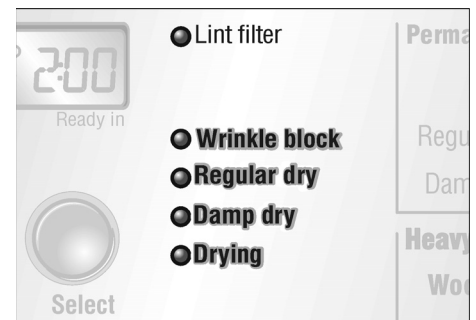 Lint filter
2:00
Ready in
Wrinkle block
Regular dry
Damp dry
Drying
Select